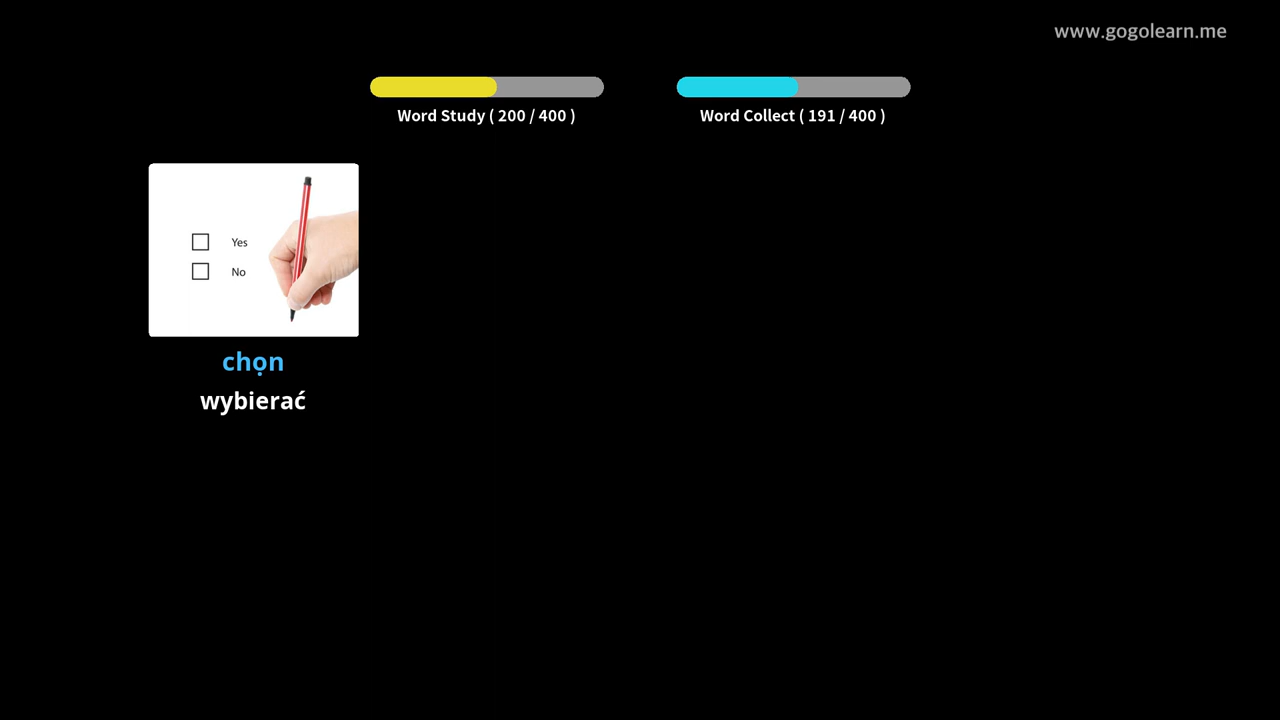 www.gogolearn.me
Word Study ( 200 / 400 )
Word Collect ( 191 / 400 )
Yes
No
chọn
wybierać